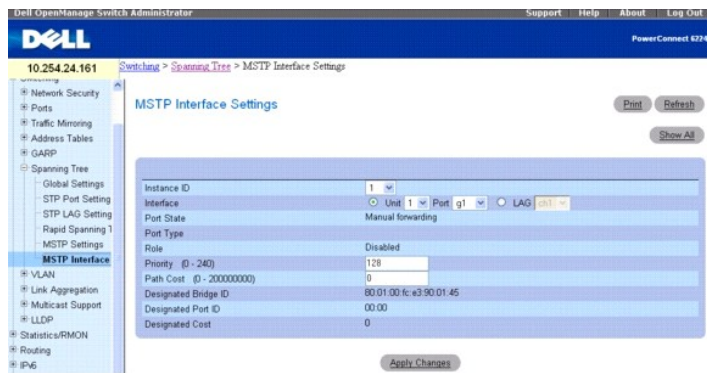 Dell OpenManage Switch Administrator
Support Help About Log Out
DELL
PowerConnect 6224
10.254.24.161
Switching > Spanning Tree > MSTP Interface Settings
Switching
Network Security
Ports
Traffic Mirroring
Address Tables
GARP
Spanning Tree
Global Settings
STP Port Setting
STP LAG Setting
Rapid Spanning T
MSTP Settings
MSTP Interface
VLAN
Link Aggregation
Multicast Support
LLDP
Statistics/RMON
Routing
IPv6
MSTP Interface Settings
Print Refresh
Show All
Instance ID 1
Interface Unit 1 Port g1 LAG ch1
Port State Manual forwarding
Port Type
Role Disabled
Priority (0 - 240) 128
Path Cost (0 - 200000000) 0
Designated Bridge ID 80:01:00:fc:e3:90:01:45
Designated Port ID 00:00
Designated Cost 0
Apply Changes